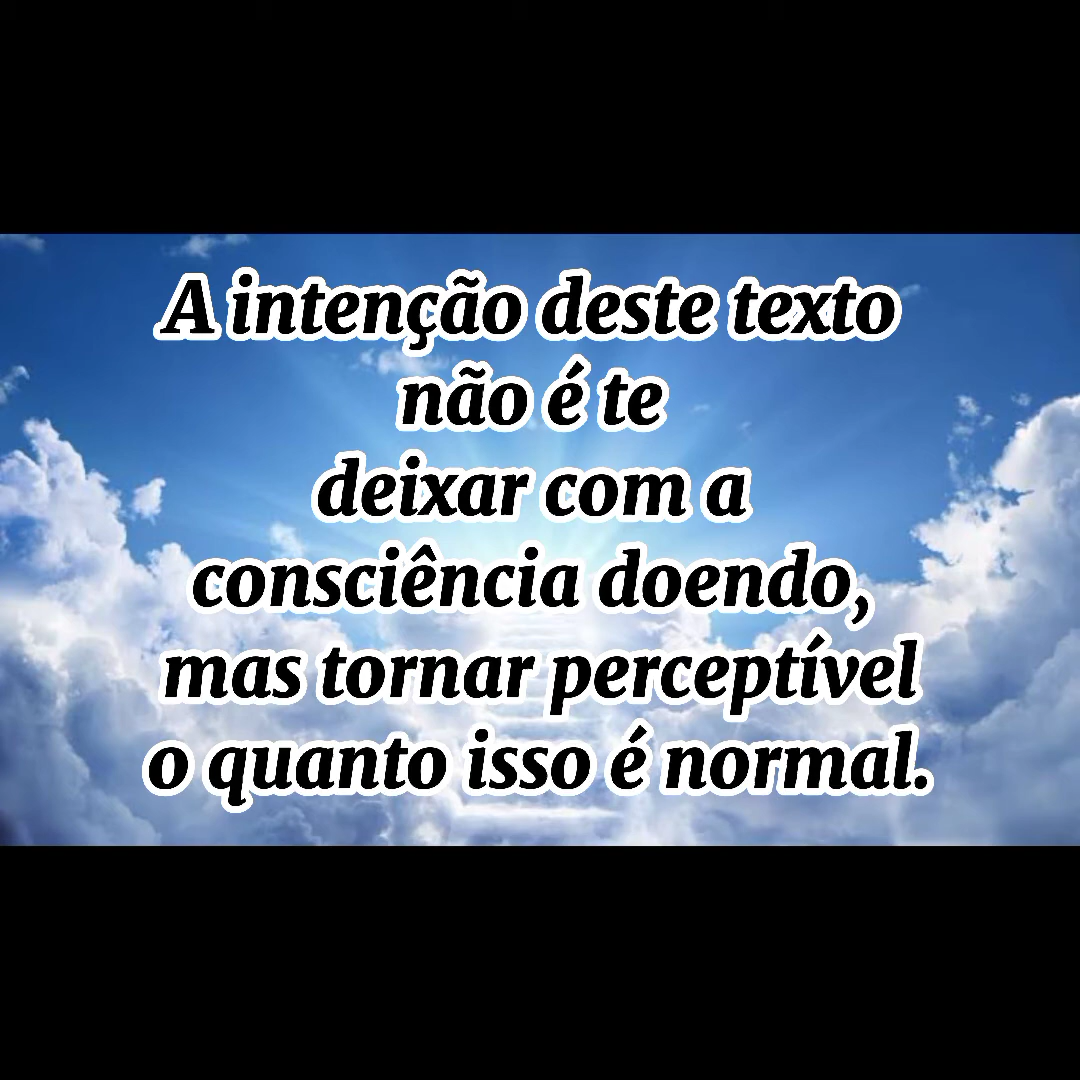 A intenção deste texto
não é te
deixar com a
consciência doendo,
mas tornar perceptível
o quanto isso é normal.